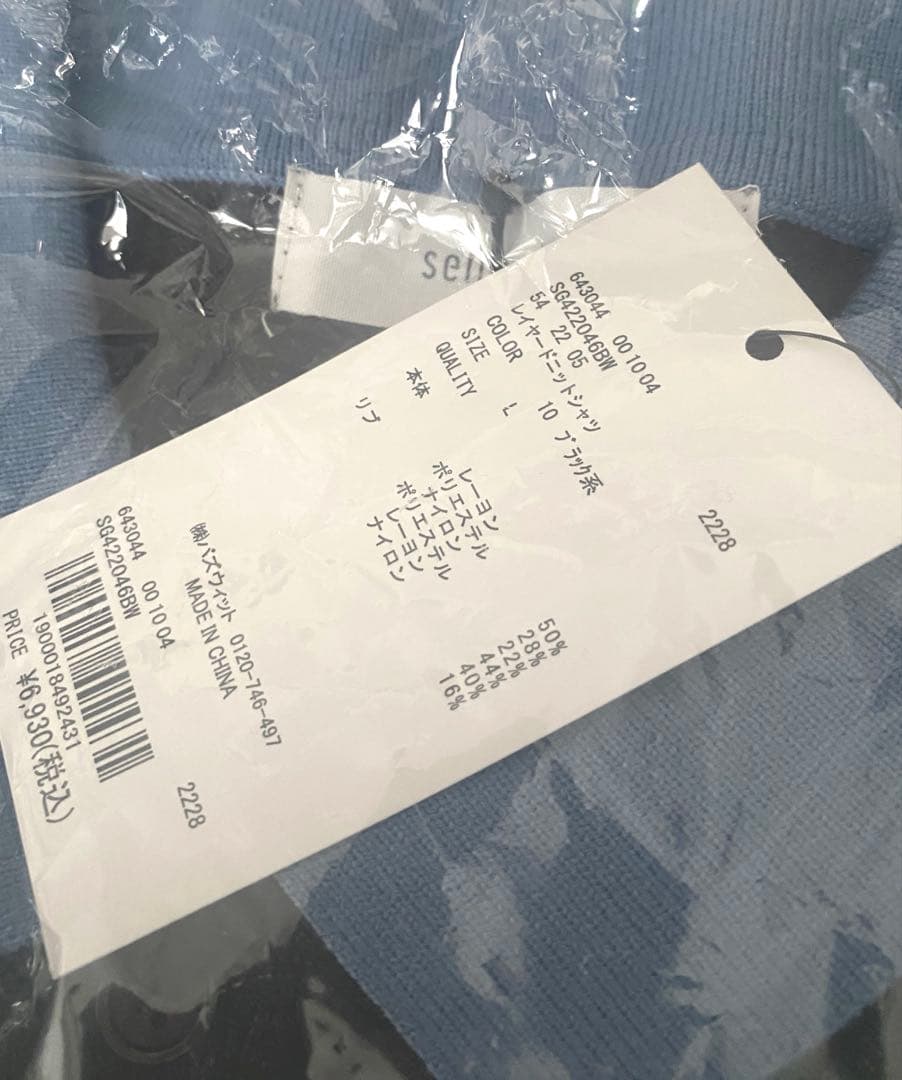 sen
643044 00 10 04
SG422046BW
54 22 05
レイヤードニットシャツ
COLOR 10 ブラック系
SIZE L
QUALITY
本体 レーヨン 50%
ポリエステル 28%
ナイロン 22%
リブ ポリエステル 44%
レーヨン 40%
ナイロン 16%
2228
㈱バズウィット 0120-746-497
MADE IN CHINA
643044 00 10 04
SG422046BW
1900018492431
PRICE ¥6,930(税込)
2228